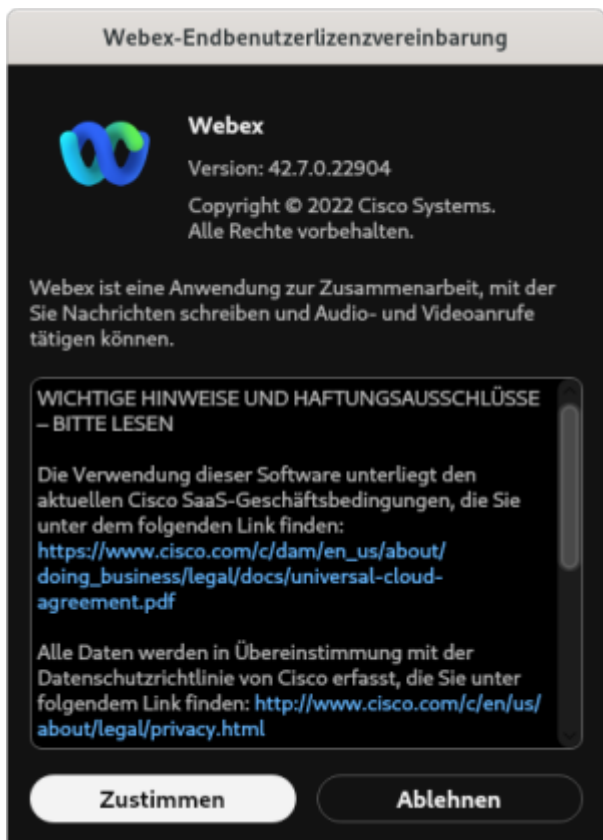 Webex-Endbenutzerlizenzvereinbarung
Webex
Version: 42.7.0.22904
Copyright © 2022 Cisco Systems.
Alle Rechte vorbehalten.
Webex ist eine Anwendung zur Zusammenarbeit, mit der
Sie Nachrichten schreiben und Audio- und Videoanrufe
tätigen können.
WICHTIGE HINWEISE UND HAFTUNGSAUSSCHLÜSSE
– BITTE LESEN
Die Verwendung dieser Software unterliegt den
aktuellen Cisco SaaS-Geschäftsbedingungen, die Sie
unter dem folgenden Link finden:
https://www.cisco.com/c/dam/en_us/about/
doing_business/legal/docs/universal-cloud-
agreement.pdf
Alle Daten werden in Übereinstimmung mit der
Datenschutzrichtlinie von Cisco erfasst, die Sie unter
folgendem Link finden: http://www.cisco.com/c/en/us/
about/legal/privacy.html
Zustimmen
Ablehnen